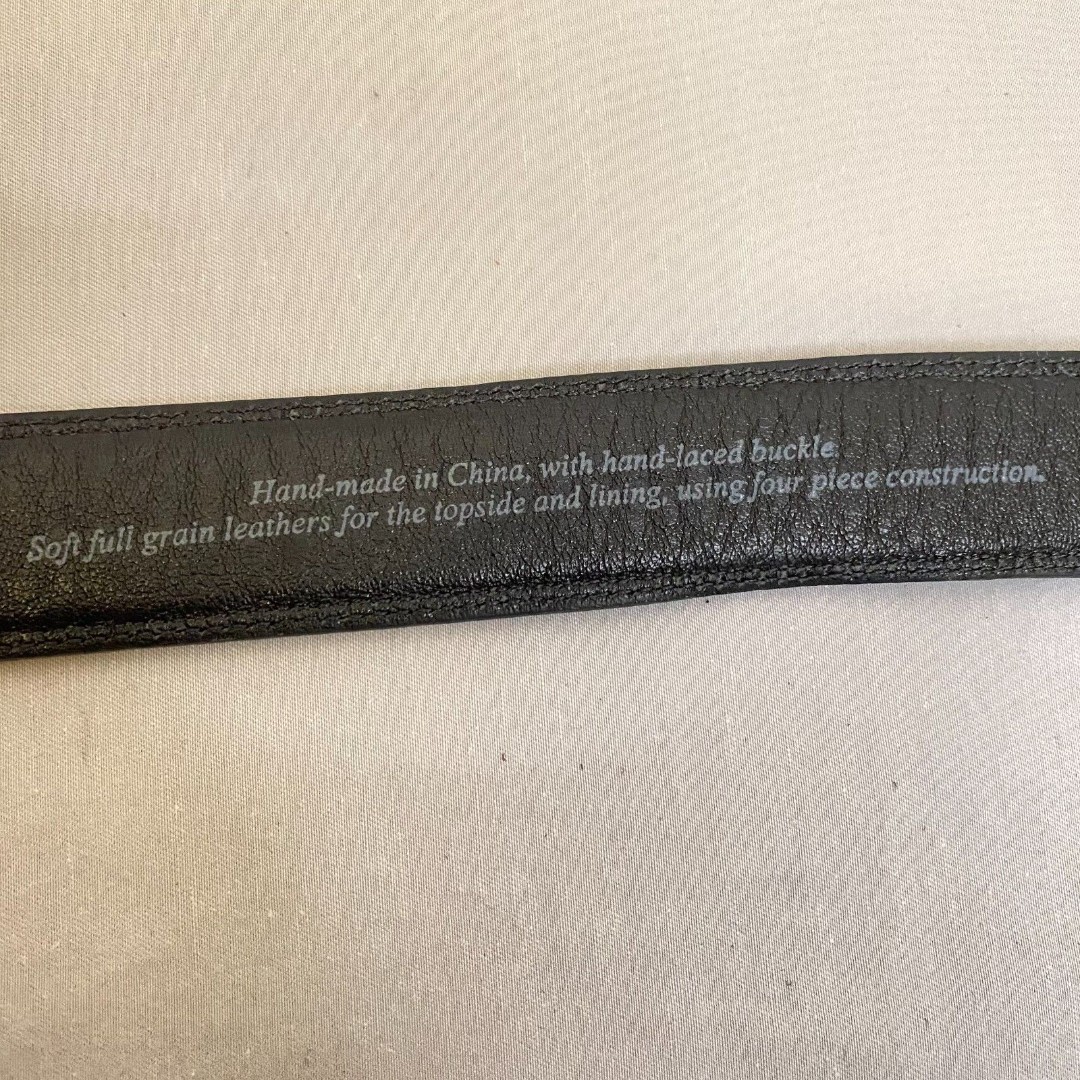 Hand-made in China, with hand-laced buckle.
Soft full grain leathers for the topside and lining, using four piece construction.